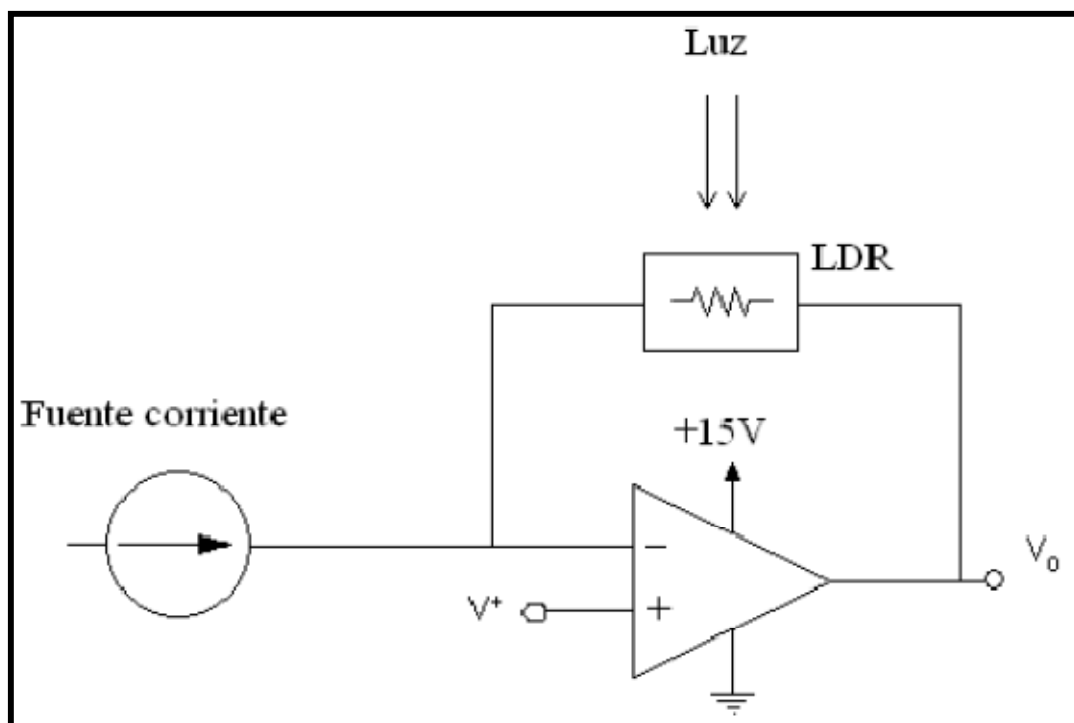 Luz
LDR
Fuente corriente
+15V
−
V⁺
+
V₀